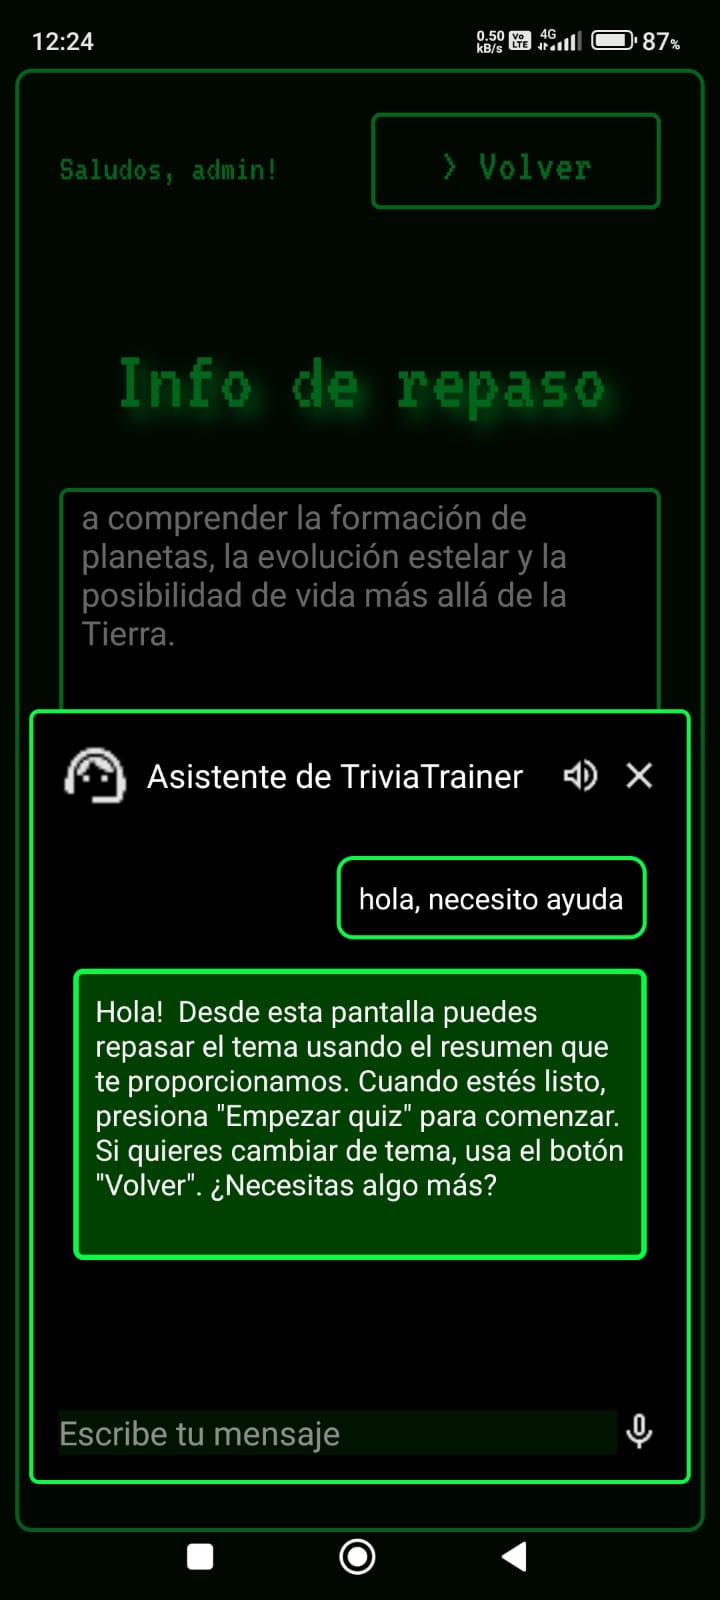 12:24
0.50 kB/s Vo LTE 4G 87%
Saludos, admin!
> Volver
Info de repaso
a comprender la formación de
planetas, la evolución estelar y la
posibilidad de vida más allá de la
Tierra.
Asistente de TriviaTrainer
hola, necesito ayuda
Hola!  Desde esta pantalla puedes
repasar el tema usando el resumen que
te proporcionamos. Cuando estés listo,
presiona "Empezar quiz" para comenzar.
Si quieres cambiar de tema, usa el botón
"Volver". ¿Necesitas algo más?
Escribe tu mensaje